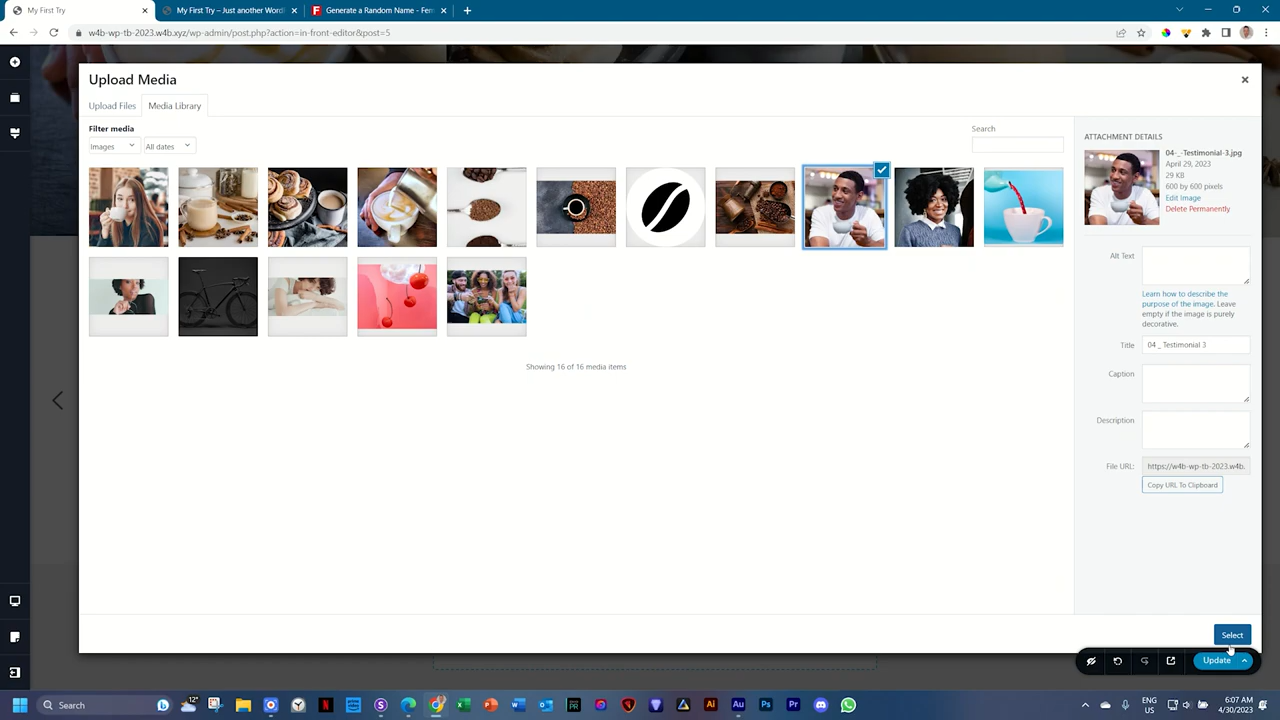 My First Try
My First Try – Just another Word
Generate a Random Name - Fe
w4b-wp-tb-2023.w4b.xyz/wp-admin/post.php?action=in-front-editor&post=5
Upload Media
Upload Files
Media Library
Filter media
Images
All dates
Search
Showing 16 of 16 media items
ATTACHMENT DETAILS
04-_-Testimonial-3.jpg
April 29, 2023
29 KB
600 by 600 pixels
Edit Image
Delete Permanently
Alt Text
Learn how to describe the
purpose of the image. Leave
empty if the image is purely
decorative.
Title
04 _ Testimonial 3
Caption
Description
File URL:
https://w4b-wp-tb-2023.w4b.
Copy URL To Clipboard
Select
Update
Search
12°
ENG
US
6:07 AM
4/30/2023